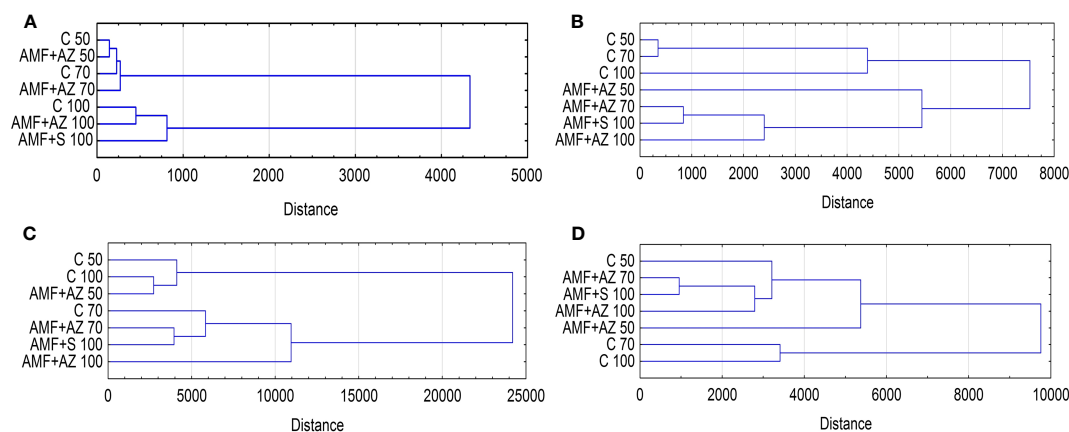 A
C 50
AMF+AZ 50
C 70
AMF+AZ 70
C 100
AMF+AZ 100
AMF+S 100
0 1000 2000 3000 4000 5000
Distance
B
C 50
C 70
C 100
AMF+AZ 50
AMF+AZ 70
AMF+S 100
AMF+AZ 100
0 1000 2000 3000 4000 5000 6000 7000 8000
Distance
C
C 50
C 100
AMF+AZ 50
C 70
AMF+AZ 70
AMF+S 100
AMF+AZ 100
0 5000 10000 15000 20000 25000
Distance
D
C 50
AMF+AZ 70
AMF+S 100
AMF+AZ 100
AMF+AZ 50
C 70
C 100
0 2000 4000 6000 8000 10000
Distance